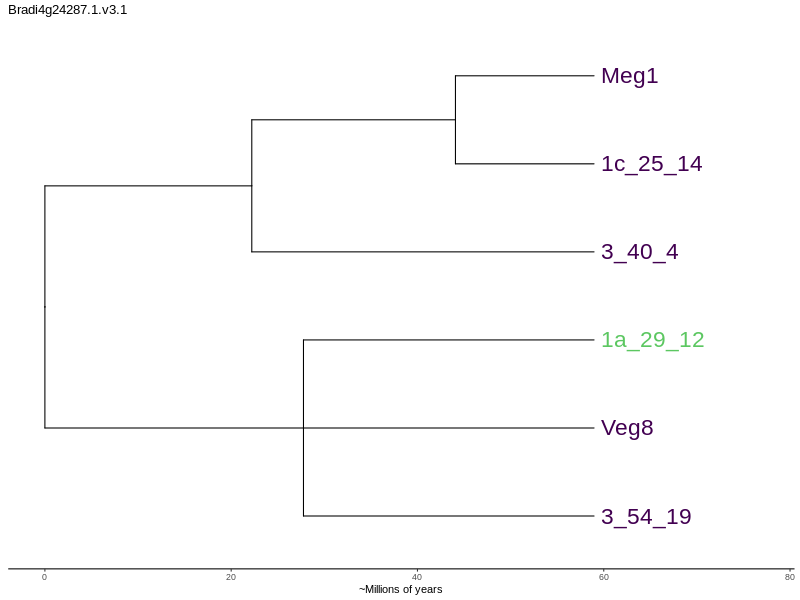 Bradi4g24287.1.v3.1
Meg1
1c_25_14
3_40_4
1a_29_12
Veg8
3_54_19
0 20 40 60 80
~Millions of years